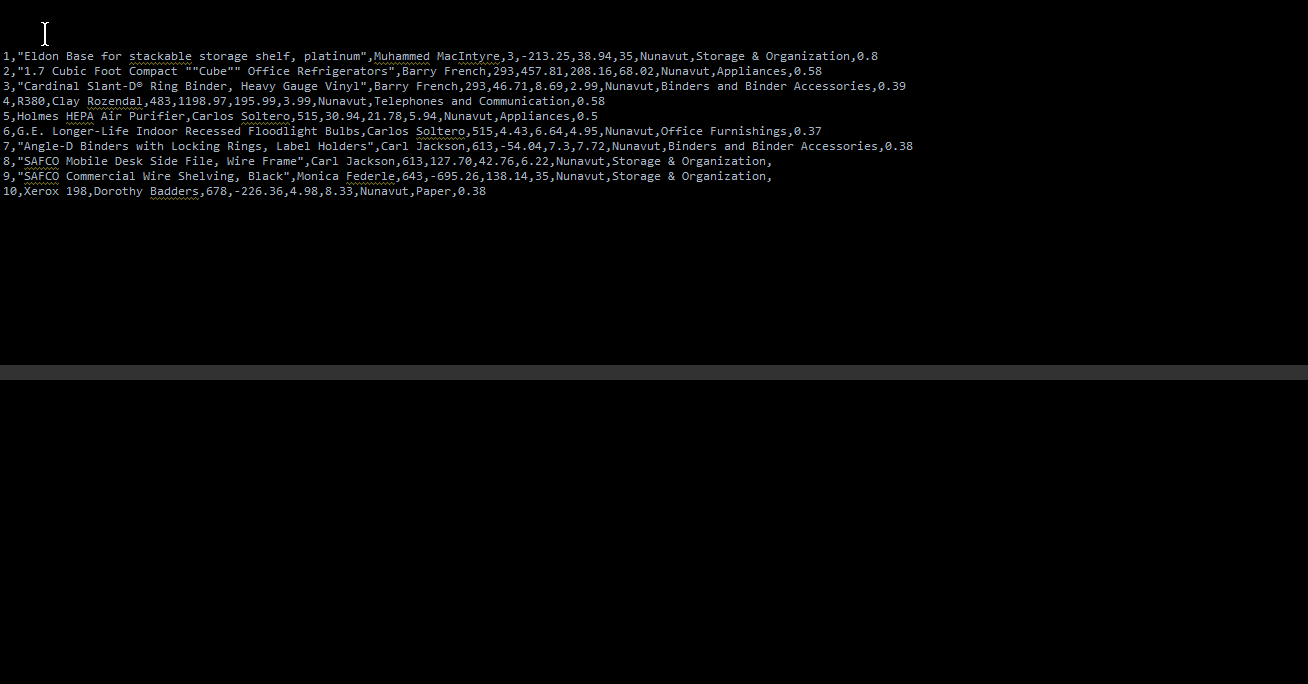 1,"Eldon Base for stackable storage shelf, platinum",Muhammed MacIntyre,3,-213.25,38.94,35,Nunavut,Storage & Organization,0.8
2,"1.7 Cubic Foot Compact ""Cube"" Office Refrigerators",Barry French,293,457.81,208.16,68.02,Nunavut,Appliances,0.58
3,"Cardinal Slant-D® Ring Binder, Heavy Gauge Vinyl",Barry French,293,46.71,8.69,2.99,Nunavut,Binders and Binder Accessories,0.39
4,R380,Clay Rozendal,483,1198.97,195.99,3.99,Nunavut,Telephones and Communication,0.58
5,Holmes HEPA Air Purifier,Carlos Soltero,515,30.94,21.78,5.94,Nunavut,Appliances,0.5
6,G.E. Longer-Life Indoor Recessed Floodlight Bulbs,Carlos Soltero,515,4.43,6.64,4.95,Nunavut,Office Furnishings,0.37
7,"Angle-D Binders with Locking Rings, Label Holders",Carl Jackson,613,-54.04,7.3,7.72,Nunavut,Binders and Binder Accessories,0.38
8,"SAFCO Mobile Desk Side File, Wire Frame",Carl Jackson,613,127.70,42.76,6.22,Nunavut,Storage & Organization,
9,"SAFCO Commercial Wire Shelving, Black",Monica Federle,643,-695.26,138.14,35,Nunavut,Storage & Organization,
10,Xerox 198,Dorothy Badders,678,-226.36,4.98,8.33,Nunavut,Paper,0.38